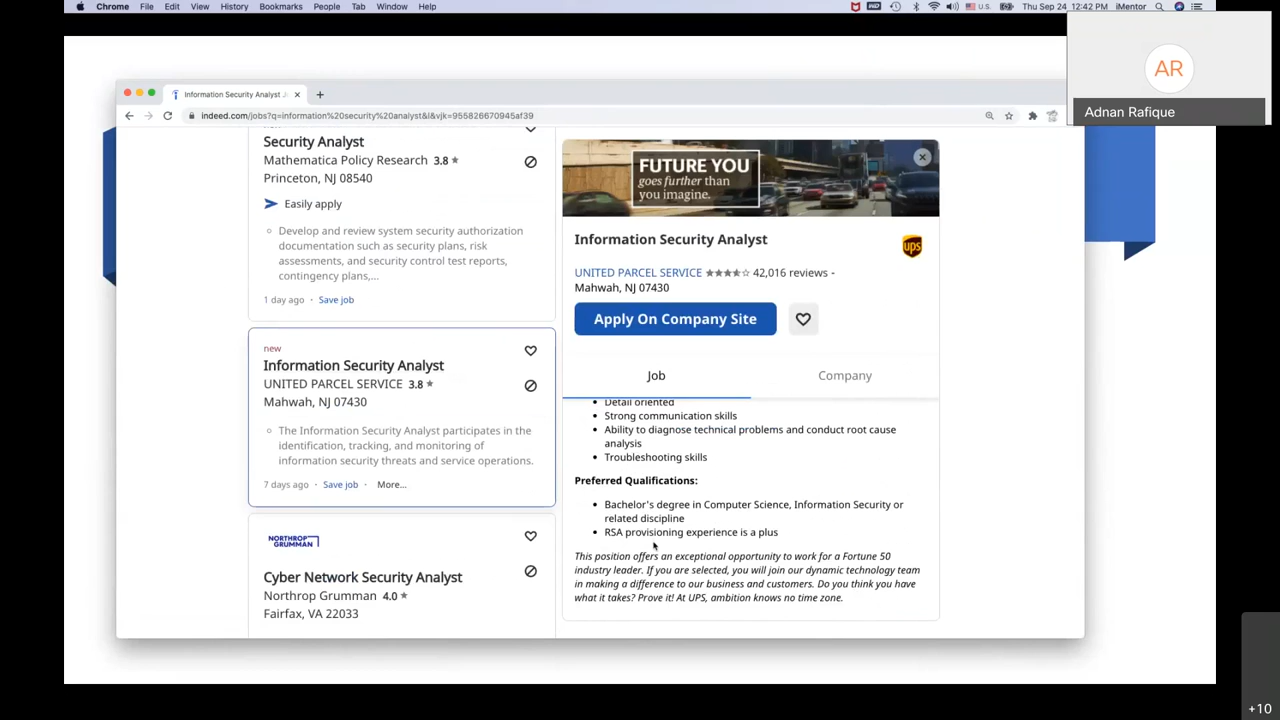 Chrome File Edit View History Bookmarks People Tab Window Help
U.S. Thu Sep 24 12:42 PM iMentor
AR
Adnan Rafique
Information Security Analyst
indeed.com/jobs?q=information%20security%20analyst&l&vjk=955826670945af39
Security Analyst
Mathematica Policy Research 3.8
Princeton, NJ 08540
Easily apply
Develop and review system security authorization
documentation such as security plans, risk
assessments, and security control test reports,
contingency plans,...
1 day ago · Save job
new
Information Security Analyst
UNITED PARCEL SERVICE 3.8
Mahwah, NJ 07430
The Information Security Analyst participates in the
identification, tracking, and monitoring of
information security threats and service operations.
7 days ago · Save job · More...
NORTHROP
GRUMMAN
Cyber Network Security Analyst
Northrop Grumman 4.0
Fairfax, VA 22033
FUTURE YOU
goes further than
you imagine.
Information Security Analyst
ups
UNITED PARCEL SERVICE 42,016 reviews -
Mahwah, NJ 07430
Apply On Company Site
Job Company
Detail oriented
Strong communication skills
Ability to diagnose technical problems and conduct root cause
analysis
Troubleshooting skills
Preferred Qualifications:
Bachelor's degree in Computer Science, Information Security or
related discipline
RSA provisioning experience is a plus
This position offers an exceptional opportunity to work for a Fortune 50
industry leader. If you are selected, you will join our dynamic technology team
in making a difference to our business and customers. Do you think you have
what it takes? Prove it! At UPS, ambition knows no time zone.
+10